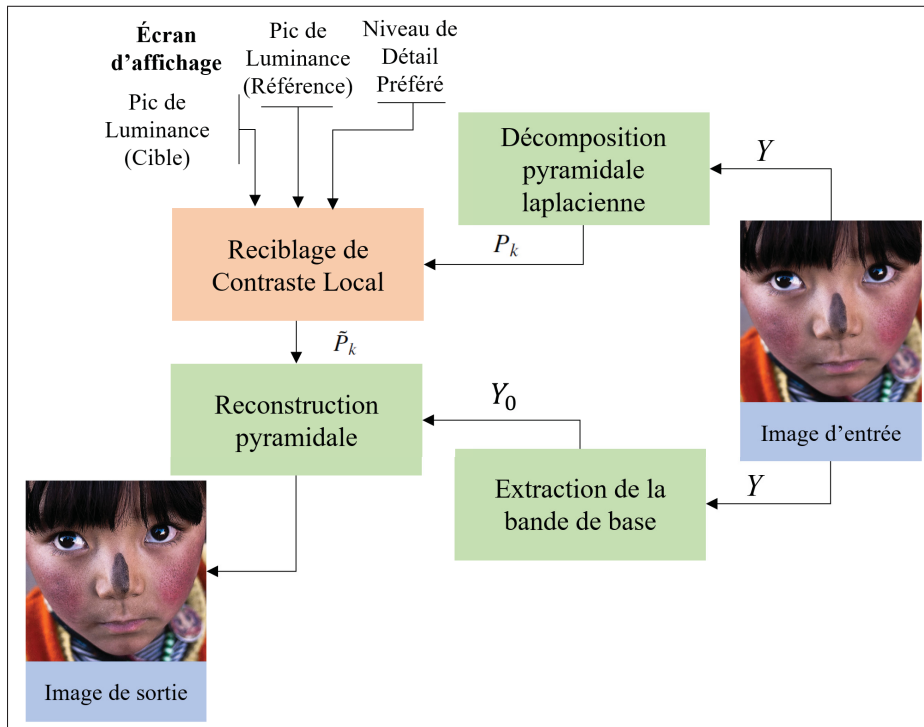 Écran
d'affichage
Pic de
Luminance
(Cible)
Pic de
Luminance
(Référence)
Niveau de
Détail
Préféré
Décomposition
pyramidale
laplacienne
Y
P_k
Reciblage de
Contraste Local
P̃_k
Reconstruction
pyramidale
Y_0
Image d'entrée
Extraction de la
bande de base
Y
Image de sortie